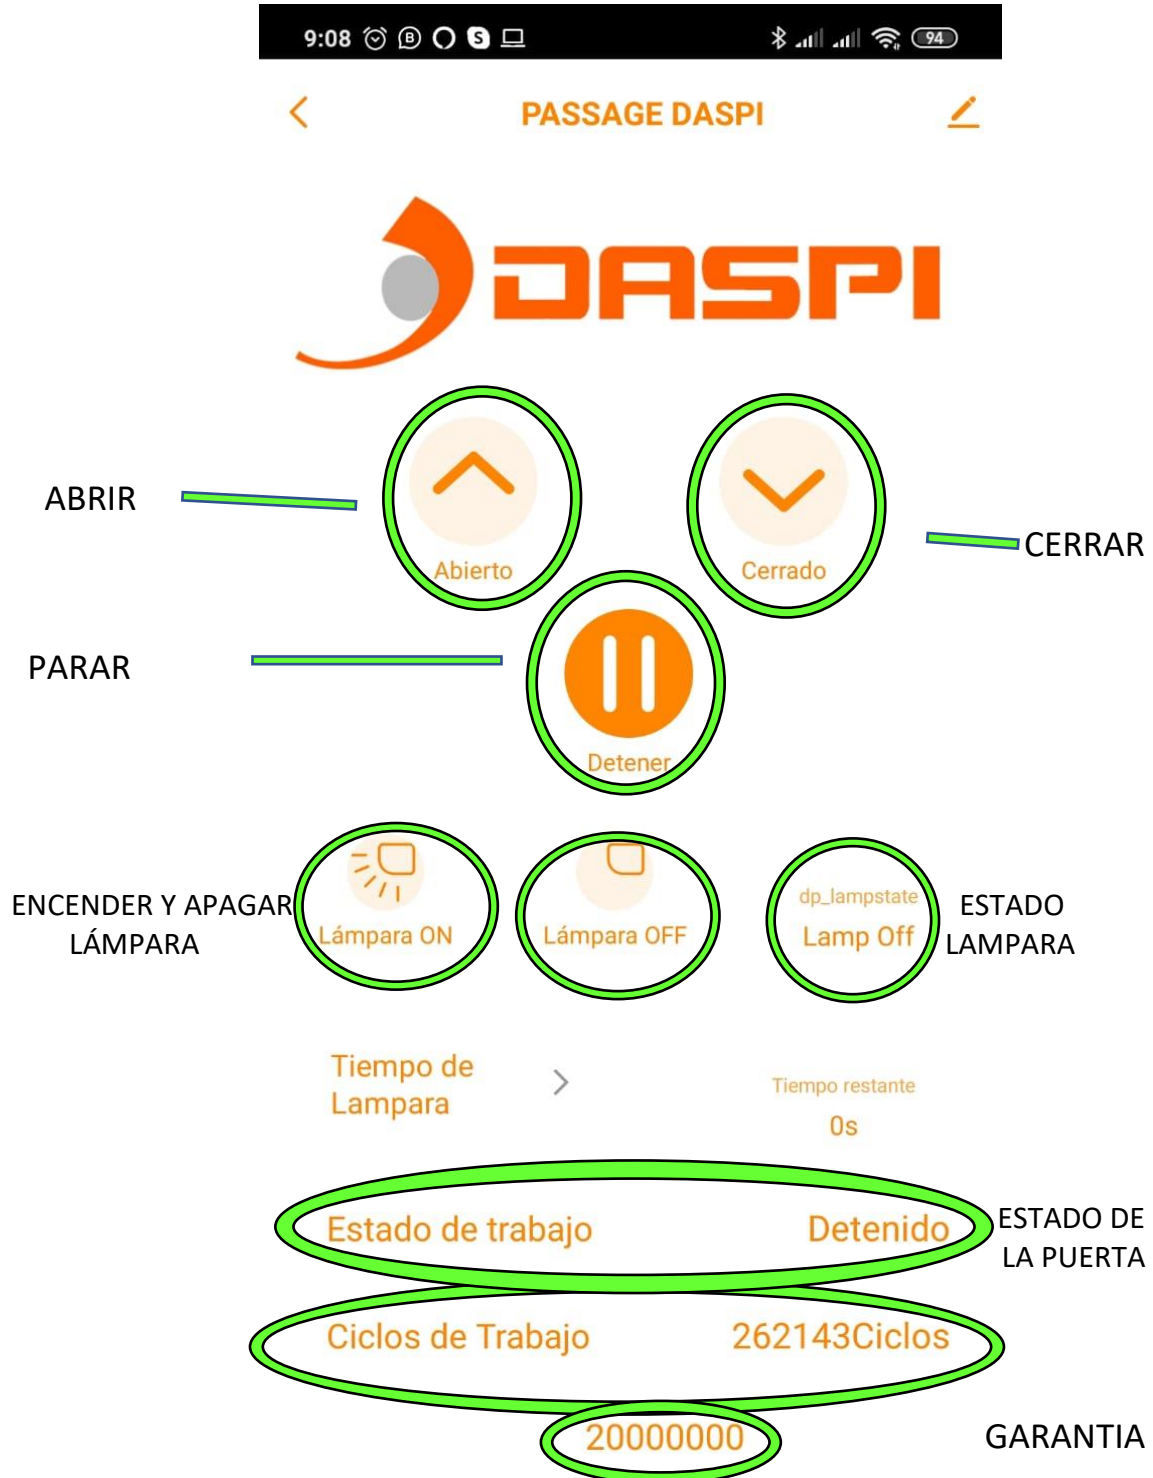 9:08
94
PASSAGE DASPI
DASPI
ABRIR
Abierto
Cerrado
CERRAR
PARAR
Detener
ENCENDER Y APAGAR
LÁMPARA
Lámpara ON
Lámpara OFF
dp_lampstate
Lamp Off
ESTADO
LAMPARA
Tiempo de
Lampara
Tiempo restante
0s
Estado de trabajo
Detenido
ESTADO DE
LA PUERTA
Ciclos de Trabajo
262143Ciclos
20000000
GARANTIA